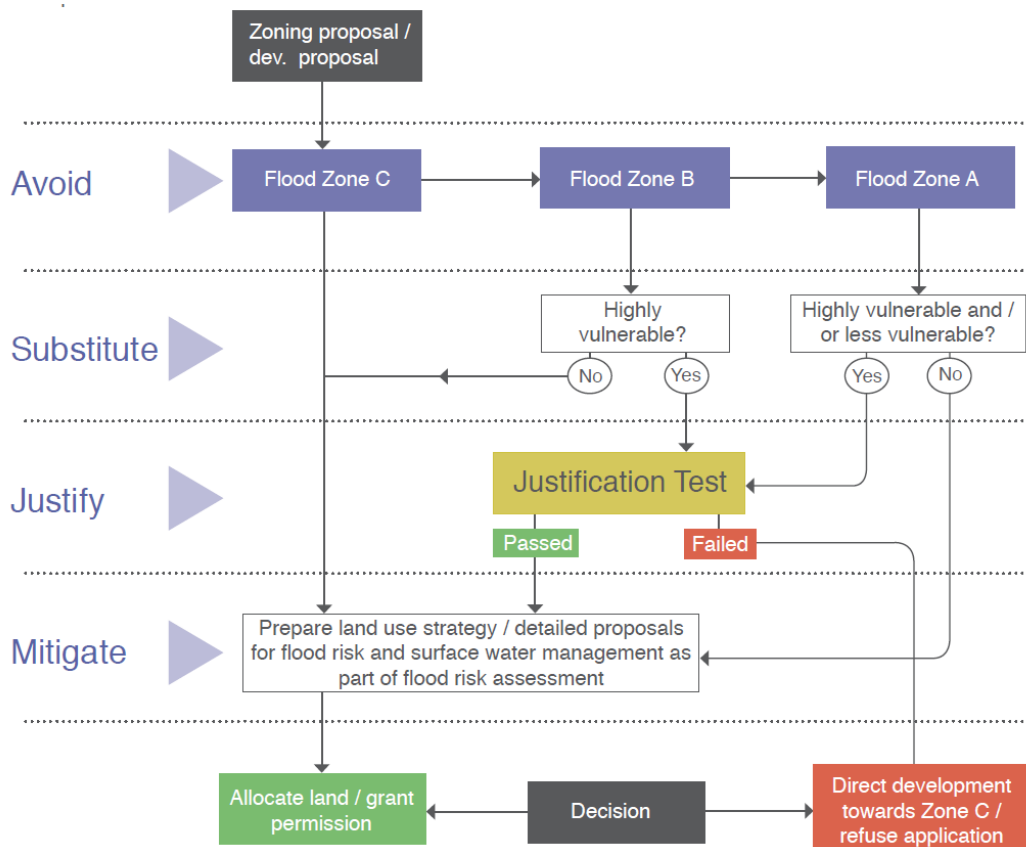 Zoning proposal /
dev. proposal
Avoid
Flood Zone C
Flood Zone B
Flood Zone A
Substitute
Highly
vulnerable?
No
Yes
Highly vulnerable and /
or less vulnerable?
Yes
No
Justify
Justification Test
Passed
Failed
Mitigate
Prepare land use strategy / detailed proposals
for flood risk and surface water management as
part of flood risk assessment
Allocate land / grant
permission
Decision
Direct development
towards Zone C /
refuse application